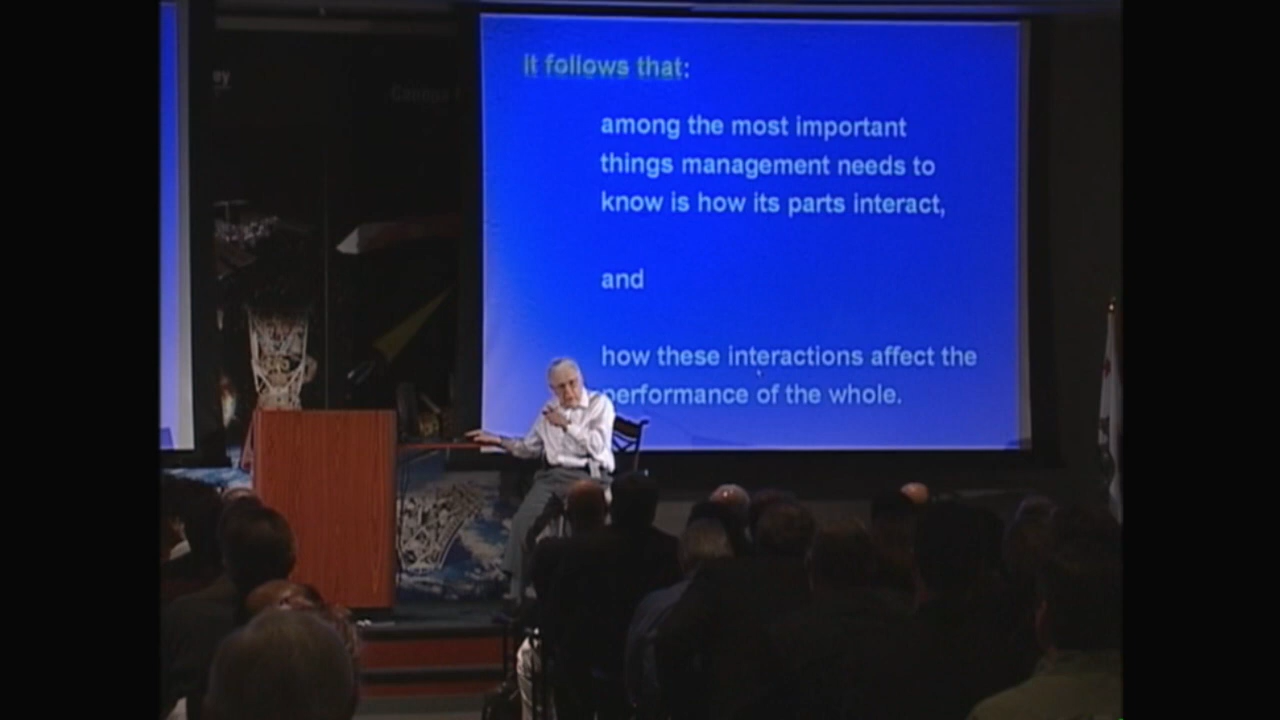 it follows that:
among the most important
things management needs to
know is how its parts interact,
and
how these interactions affect the
performance of the whole.